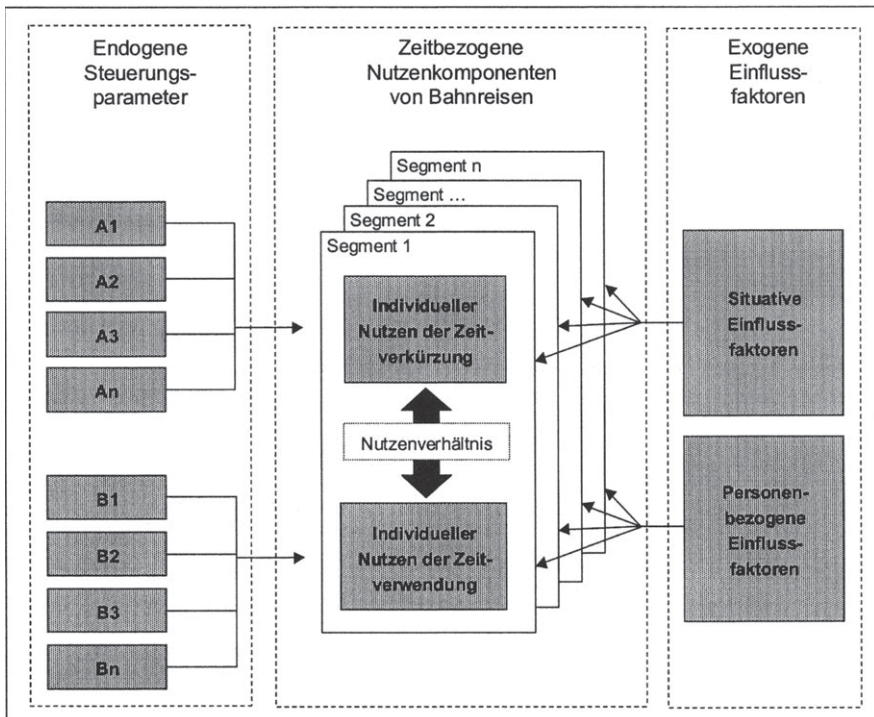 Endogene
Steuerungs-
parameter
A1
A2
A3
An
B1
B2
B3
Bn
Zeitbezogene
Nutzenkomponenten
von Bahnreisen
Segment n
Segment ...
Segment 2
Segment 1
Individueller
Nutzen der Zeit-
verkürzung
Nutzenverhältnis
Individueller
Nutzen der Zeit-
verwendung
Exogene
Einfluss-
faktoren
Situative
Einfluss-
faktoren
Personen-
bezogene
Einfluss-
faktoren